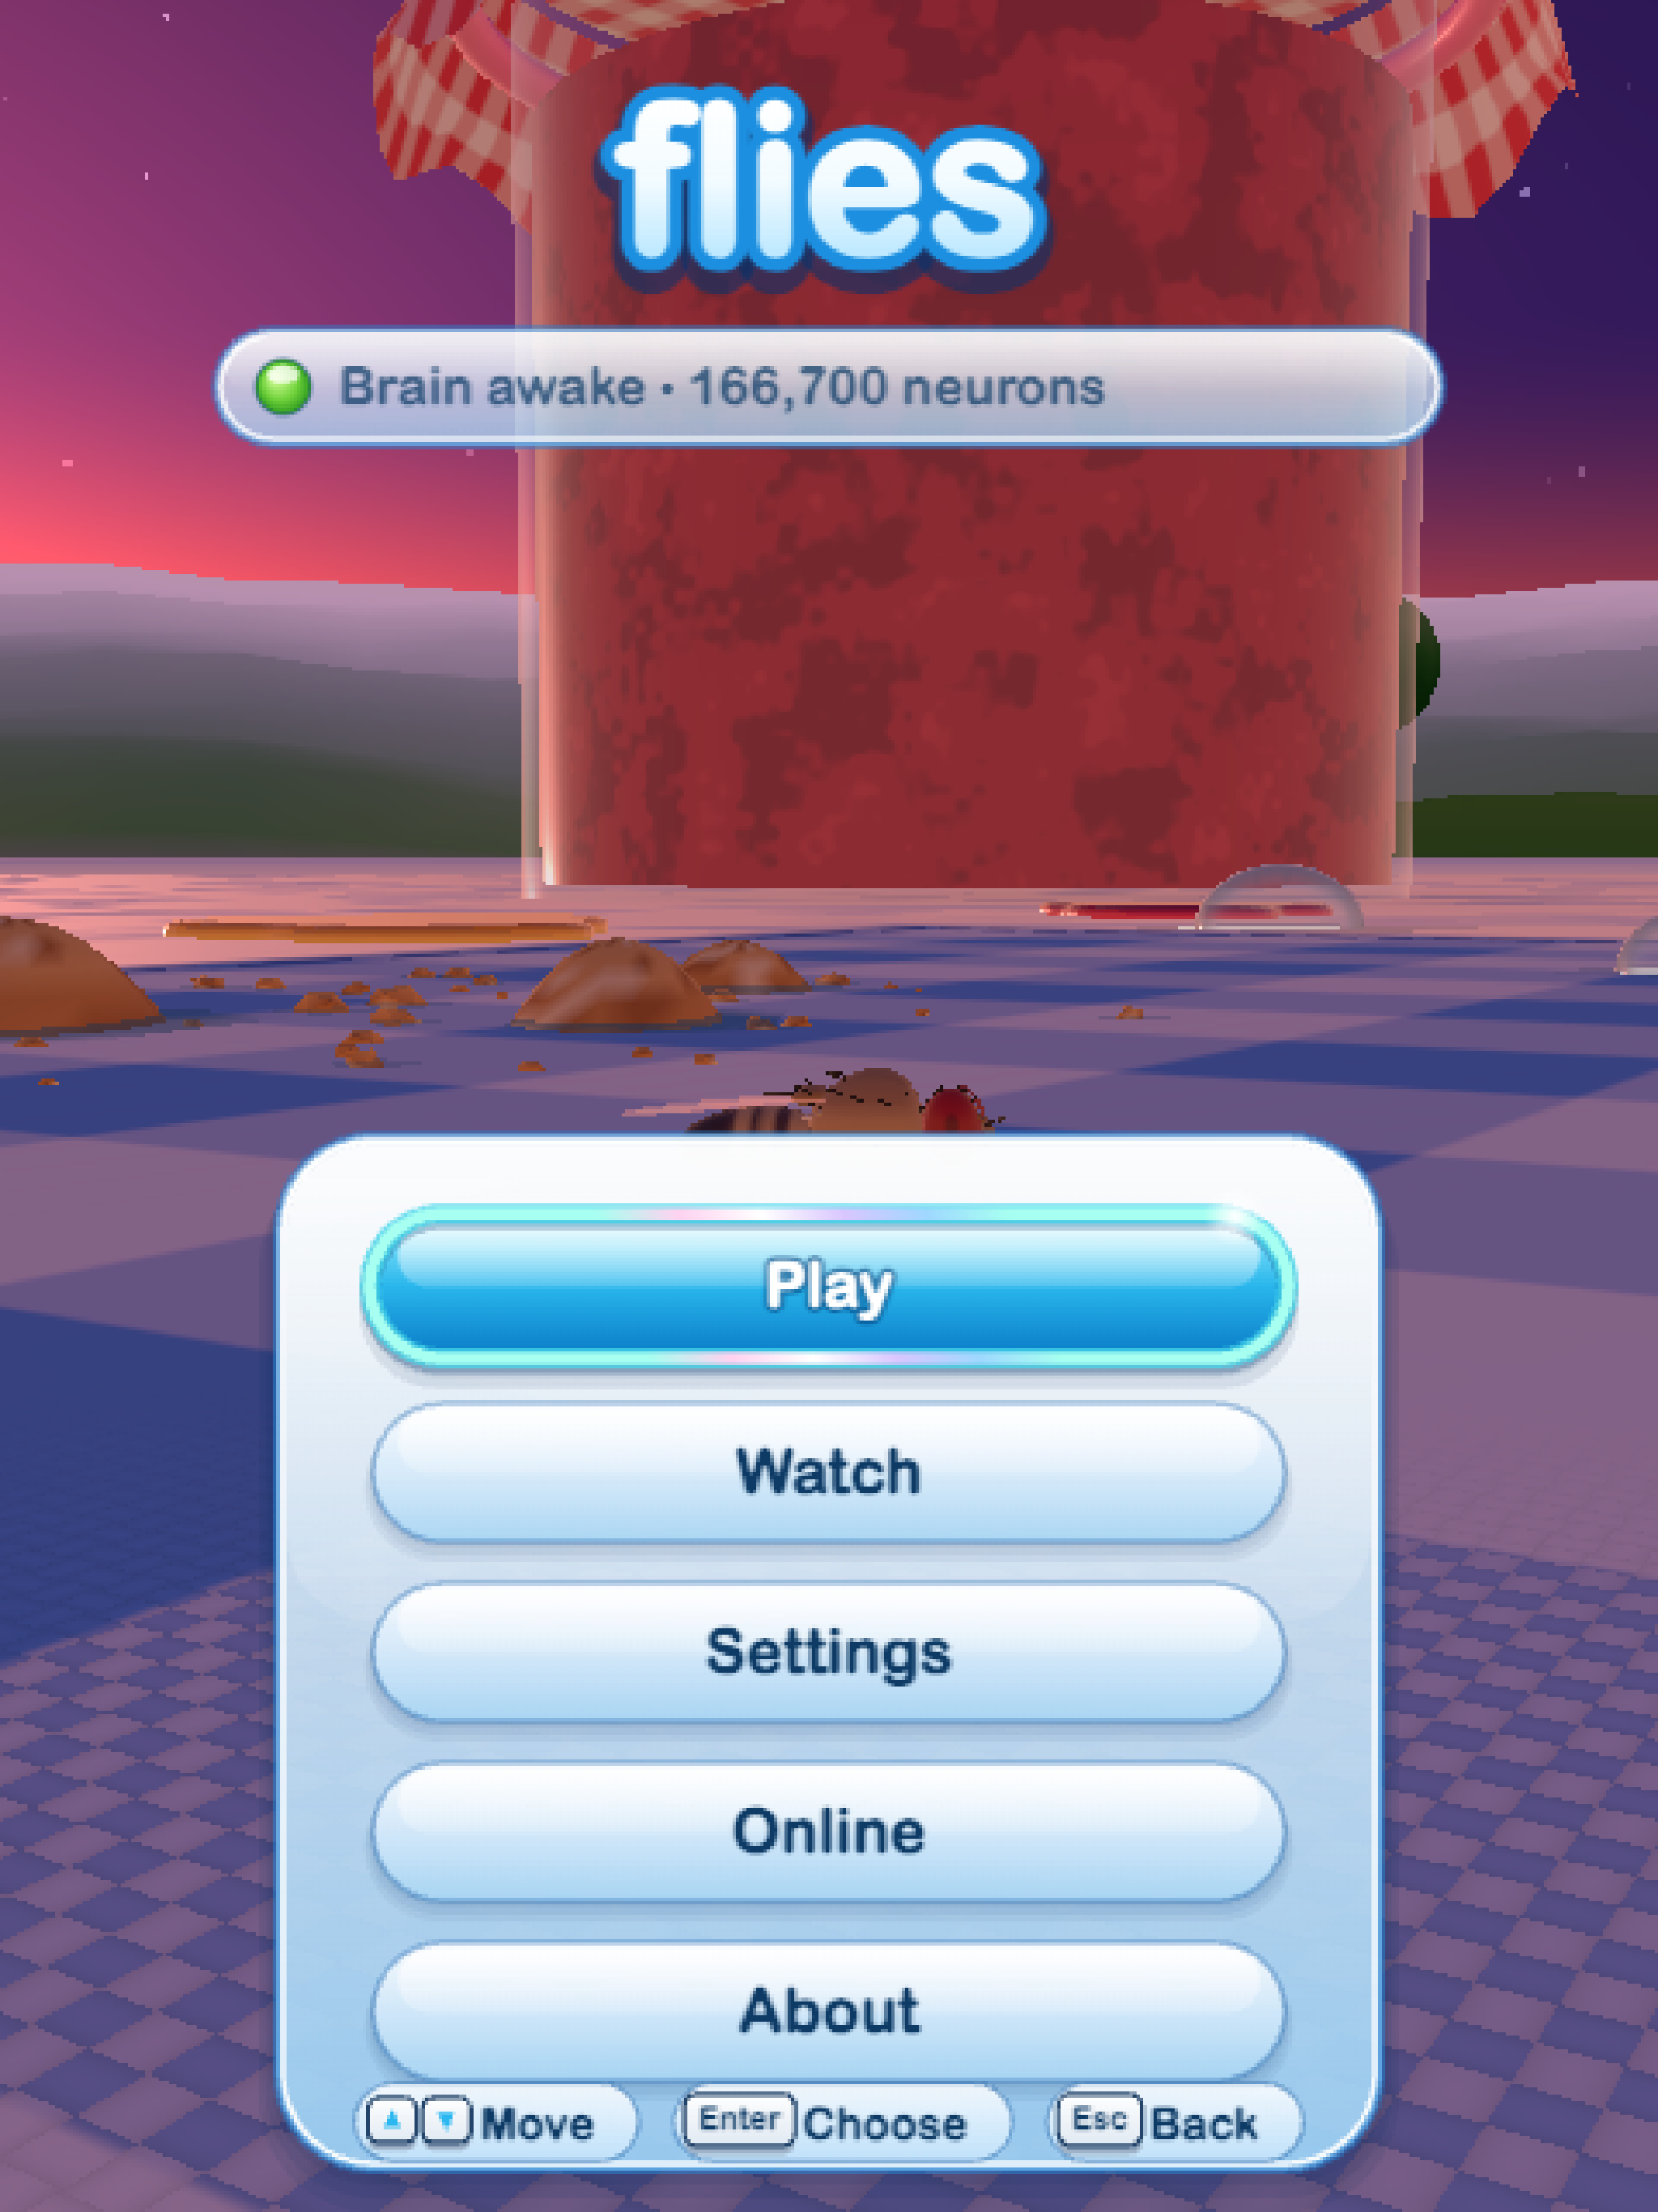 flies
Brain awake • 166,700 neurons
Play
Watch
Settings
Online
About
▲ ▼ Move Enter Choose Esc Back